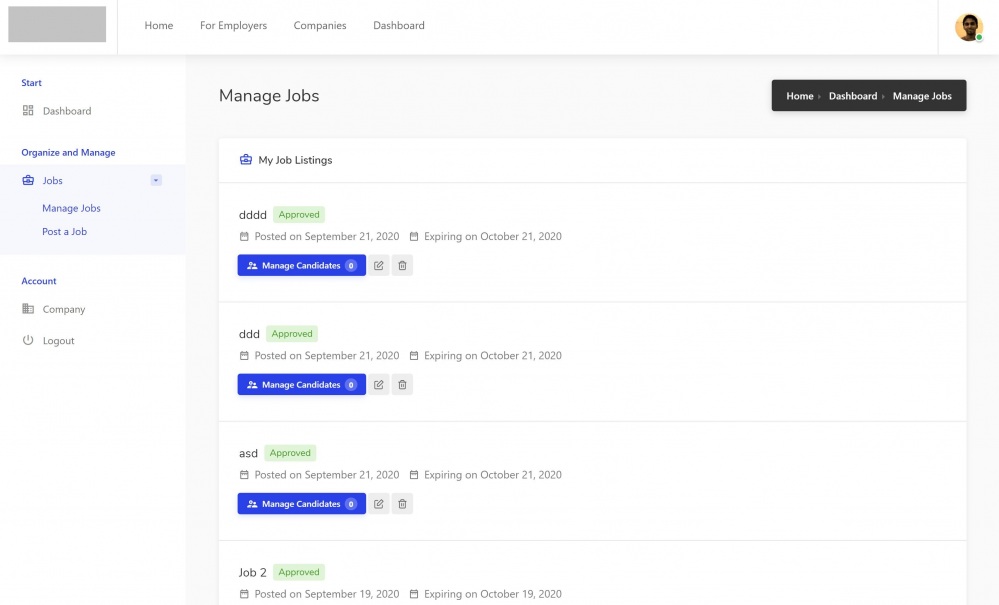 Home For Employers Companies Dashboard
Start
Dashboard
Organize and Manage
Jobs
Manage Jobs
Post a Job
Account
Company
Logout
Manage Jobs
Home › Dashboard › Manage Jobs
My Job Listings
dddd Approved
Posted on September 21, 2020 Expiring on October 21, 2020
Manage Candidates 0
ddd Approved
Posted on September 21, 2020 Expiring on October 21, 2020
Manage Candidates 0
asd Approved
Posted on September 21, 2020 Expiring on October 21, 2020
Manage Candidates 0
Job 2 Approved
Posted on September 19, 2020 Expiring on October 19, 2020